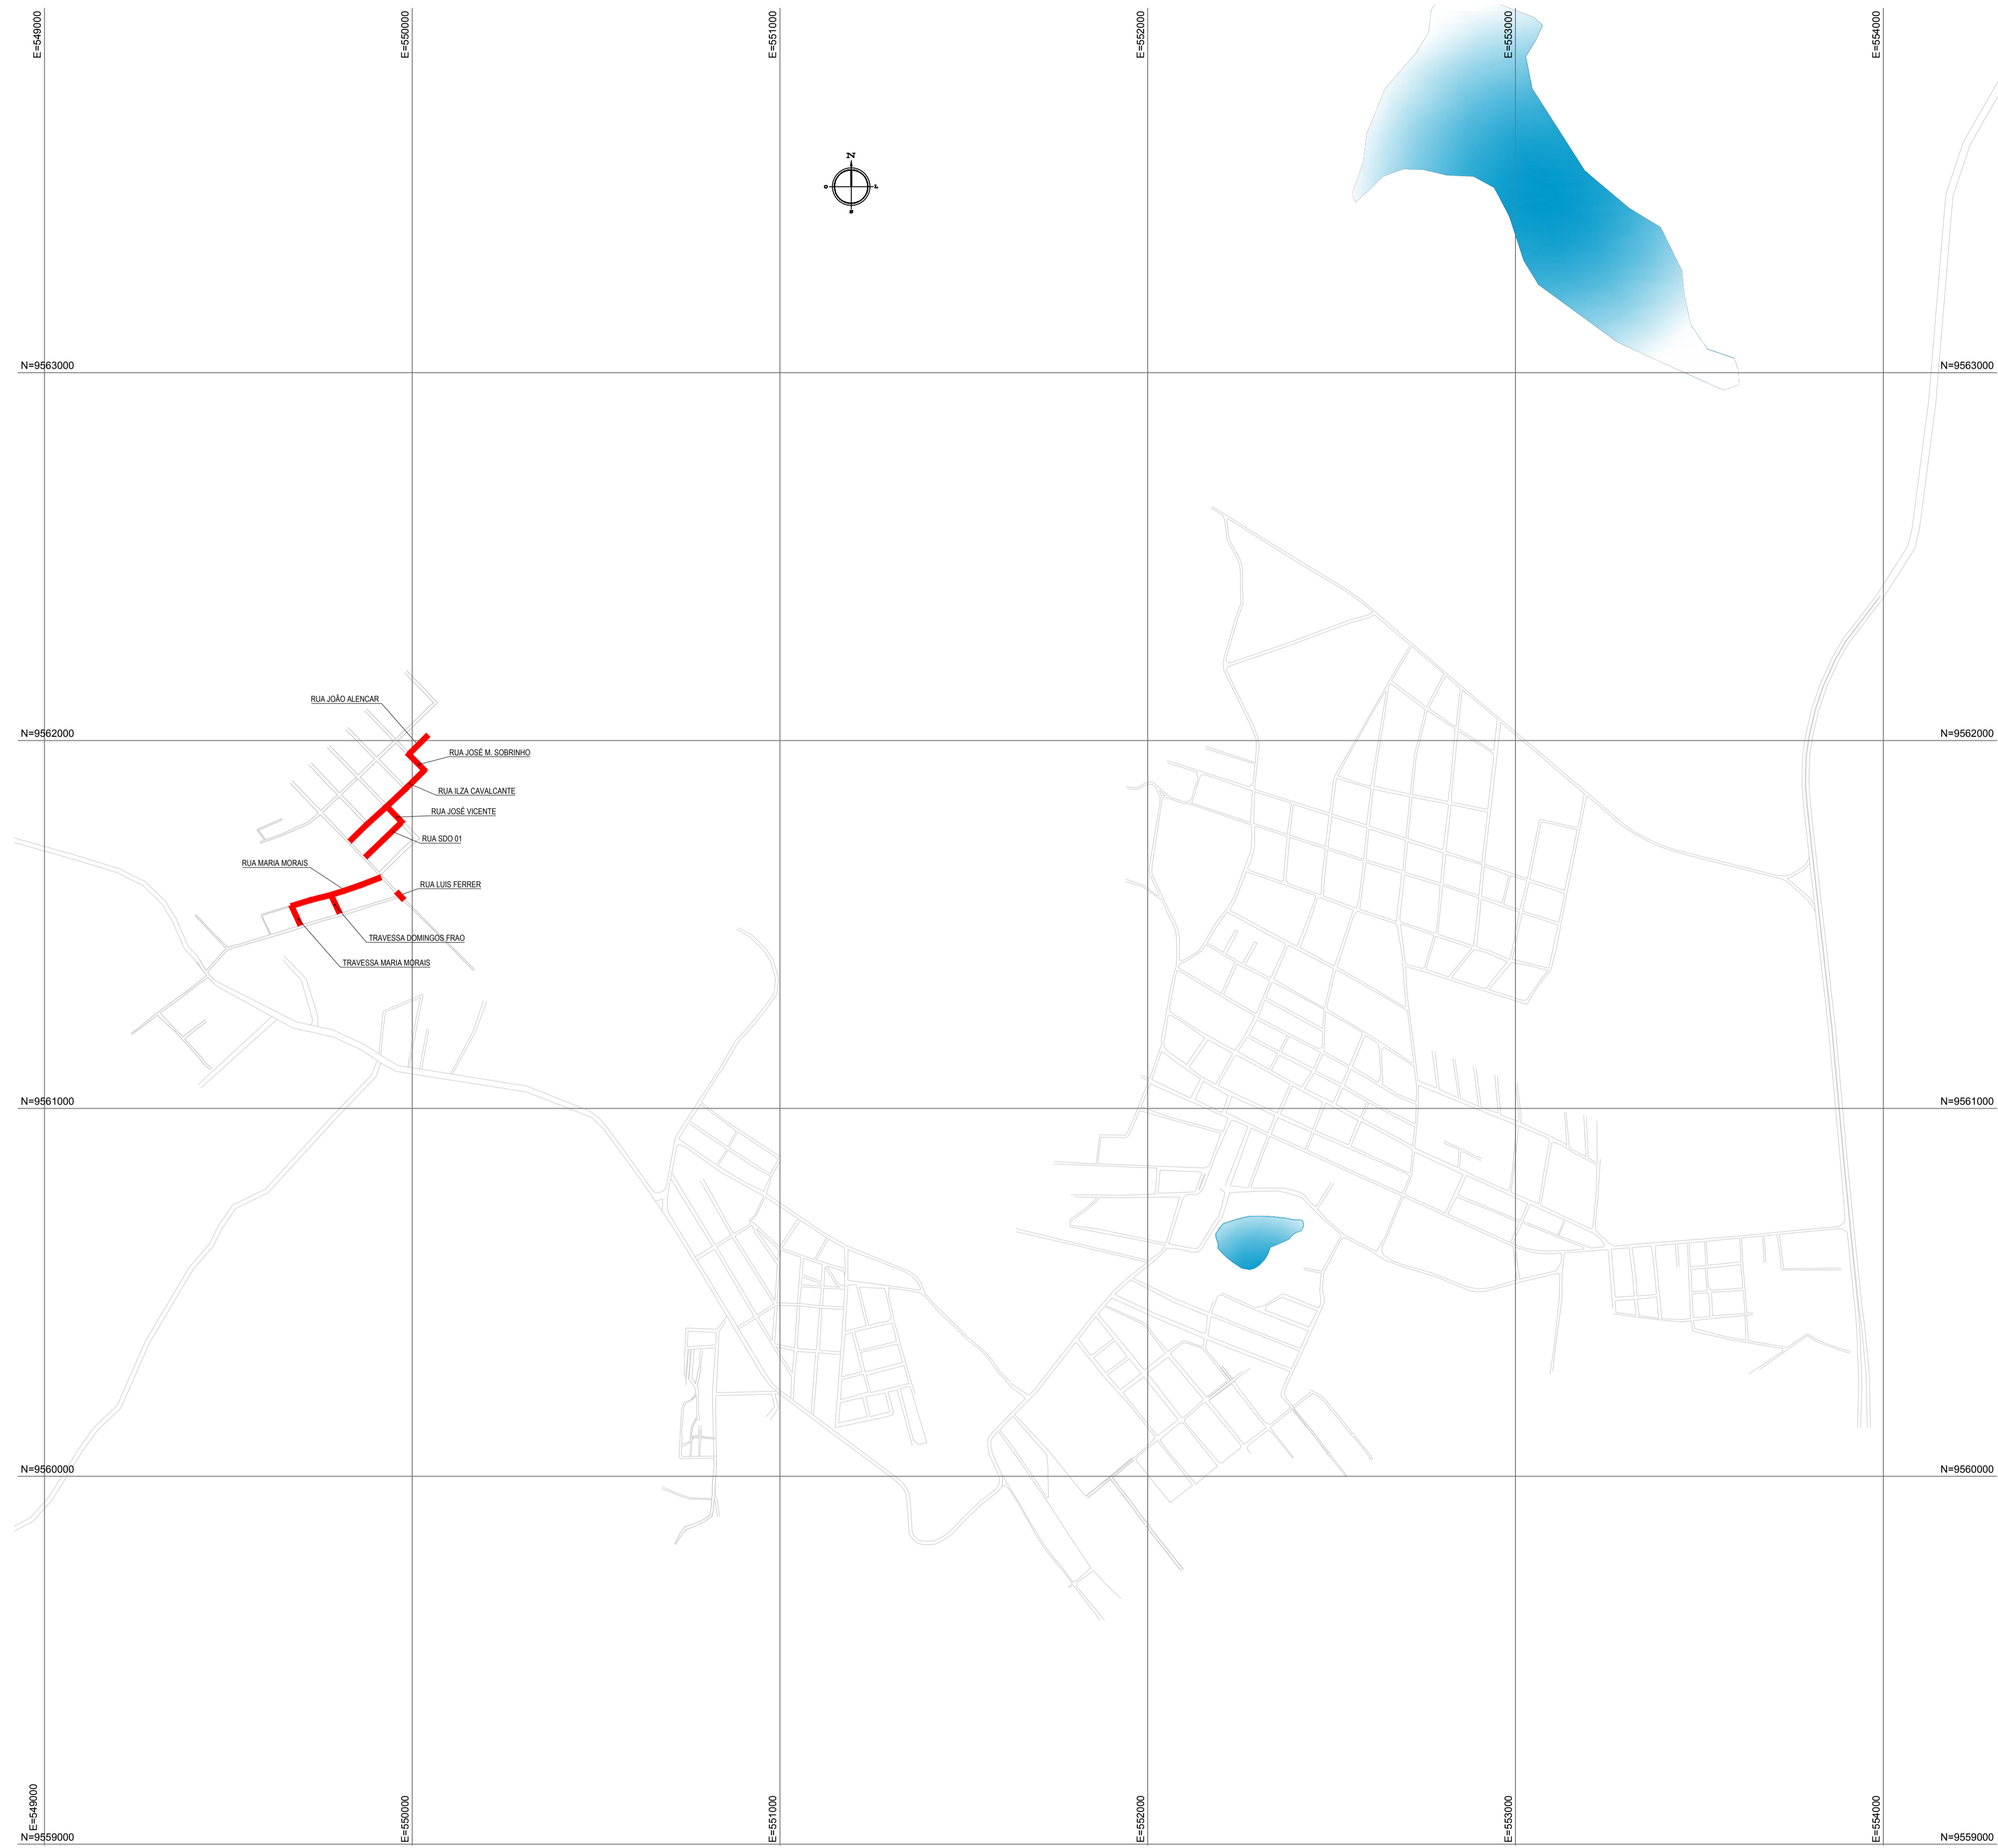 E=549000
E=550000
E=551000
E=552000
E=553000
E=554000
N
O
L
S
N=9563000
N=9563000
RUA JOÃO ALENCAR
N=9562000
N=9562000
RUA JOSÉ M. SOBRINHO
RUA ILZA CAVALCANTE
RUA JOSÉ VICENTE
RUA SDO 01
RUA MARIA MORAIS
RUA LUIS FERRER
TRAVESSA DOMINGOS FRAO
TRAVESSA MARIA MORAIS
N=9561000
N=9561000
N=9560000
N=9560000
E=549000
E=550000
E=551000
E=552000
E=553000
E=554000
N=9559000
N=9559000